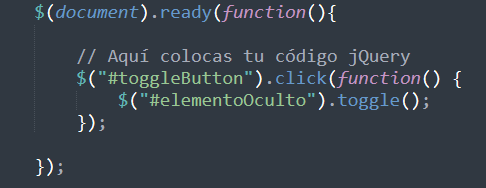 $(document).ready(function(){
// Aquí colocas tu código jQuery
$("#toggleButton").click(function() {
$("#elementoOculto").toggle();
});
});